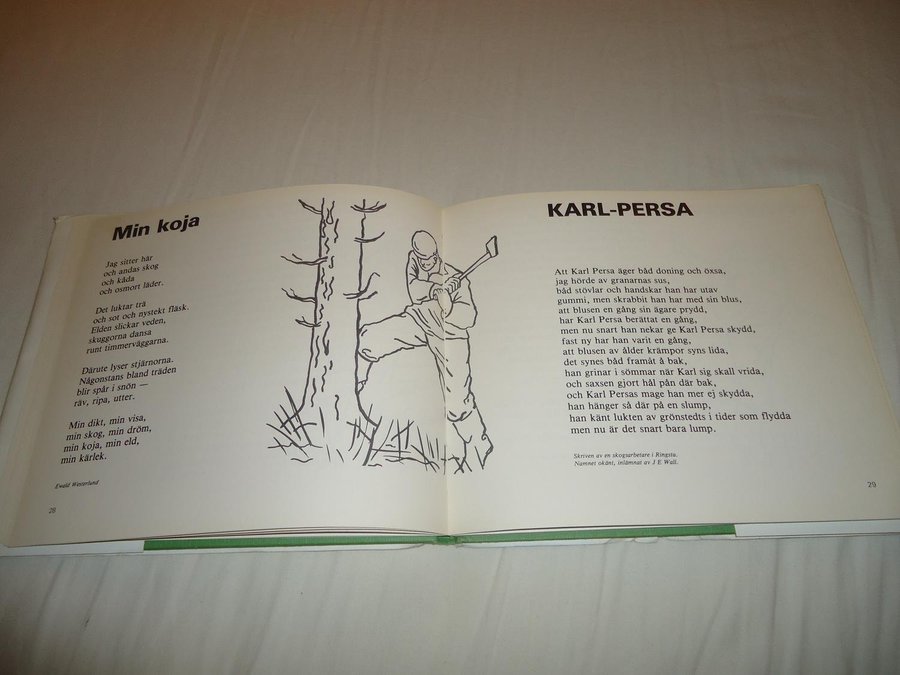 Min koja
Jag sitter här
och andas skog
och kåda
och osmort läder.
Det luktar trä
och sot och nystekt fläsk.
Elden slickar veden,
skuggorna dansa
runt timmerväggarna.
Därute lyser stjärnorna.
Någonstans bland träden
blir spår i snön —
räv, ripa, utter.
Min dikt, min visa,
min skog, min dröm,
min koja, min eld,
min kärlek.
Ewald Westerlund
28
KARL-PERSA
Att Karl Persa äger båd doning och öxsa,
jag hörde av granarnas sus,
båd stövlar och handskar han har utav
gummi, men skrabbit han har med sin blus,
att blusen en gång sin ägare prydd,
har Karl Persa berättat en gång,
men nu snart han nekar ge Karl Persa skydd,
fast ny har han varit en gång,
att blusen av ålder krämpor syns lida,
det synes båd framåt å bak,
han grinar i sömmar när Karl sig skall vrida,
och saxsen gjort hål pån där bak,
och Karl Persas mage han mer ej skydda,
han hänger så där på en slump,
han känt lukten av grönstedts i tider som flydda
men nu är det snart bara lump.
Skriven av en skogsarbetare i Ringsta.
Namnet okänt, inlämnat av J E Wall.
29